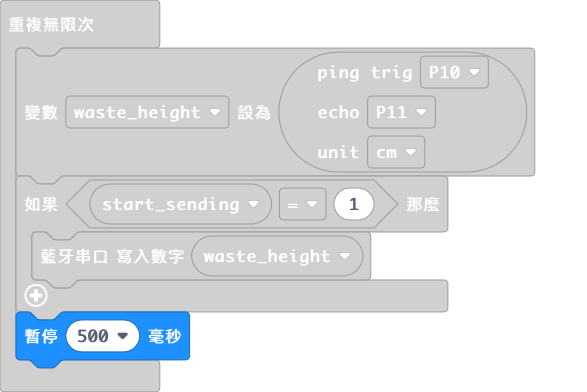 重複無限次
ping trig P10
變數 waste_height 設為 echo P11
unit cm
如果 start_sending = 1 那麼
藍牙串口 寫入數字 waste_height
暫停 500 毫秒